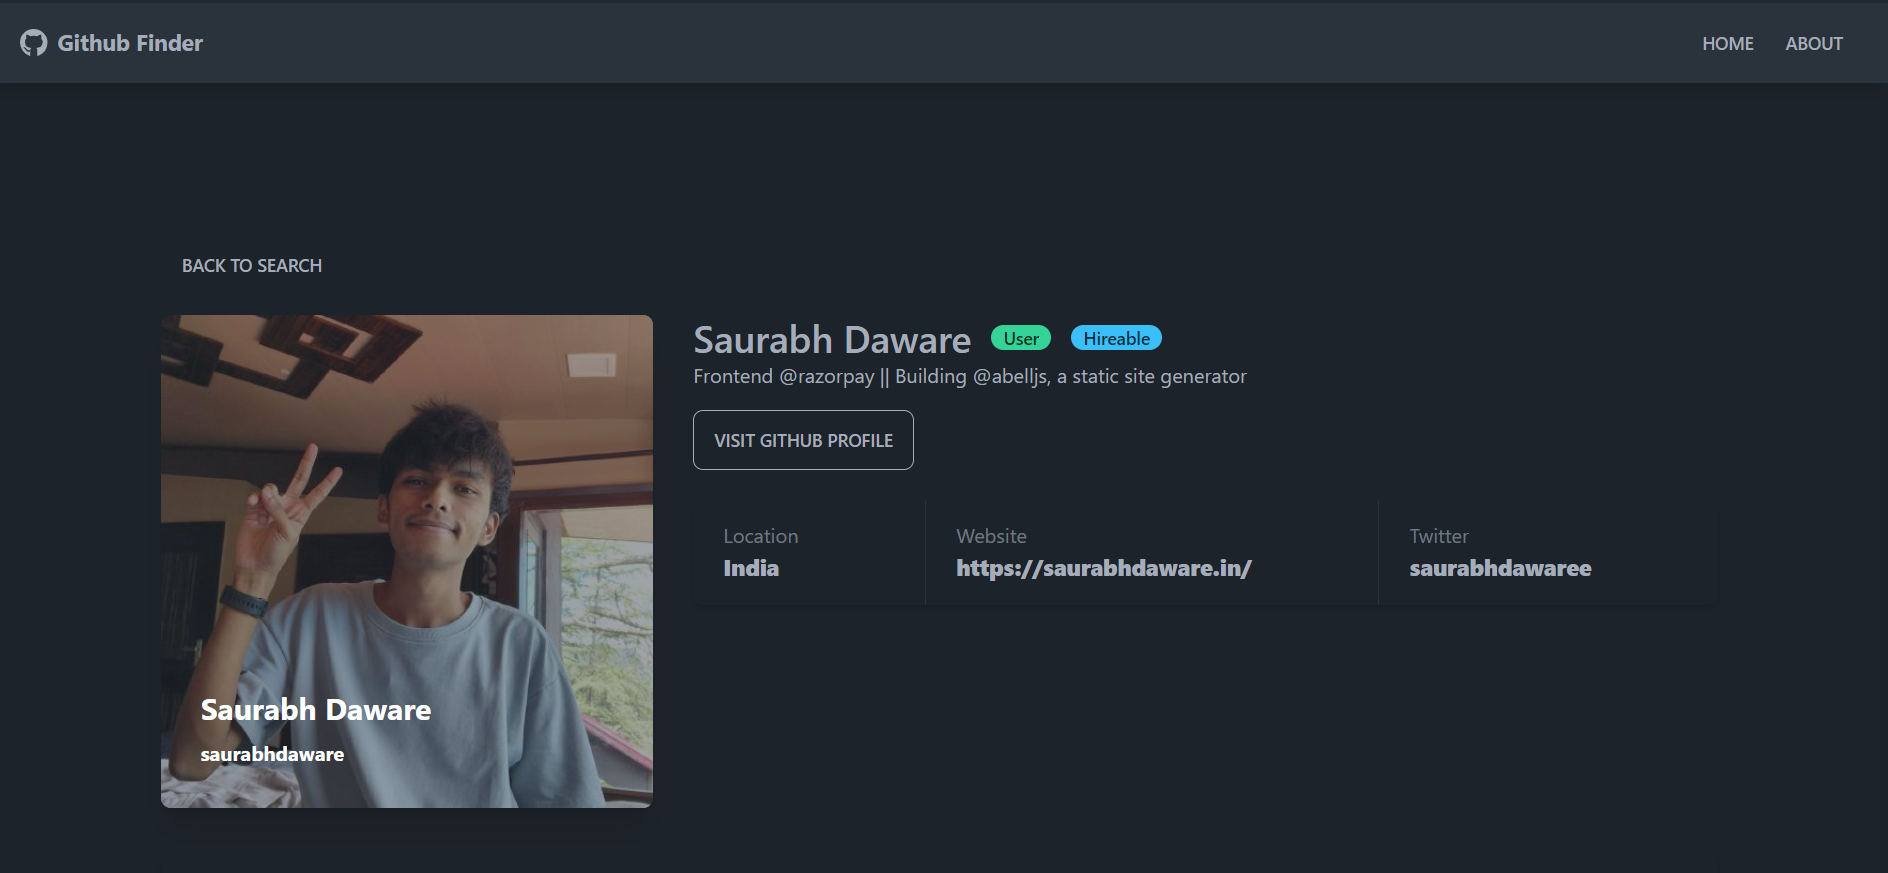 Github Finder
HOME
ABOUT
BACK TO SEARCH
Saurabh Daware
saurabhdaware
Saurabh Daware User Hireable
Frontend @razorpay || Building @abelljs, a static site generator
VISIT GITHUB PROFILE
Location
India
Website
https://saurabhdaware.in/
Twitter
saurabhdawaree